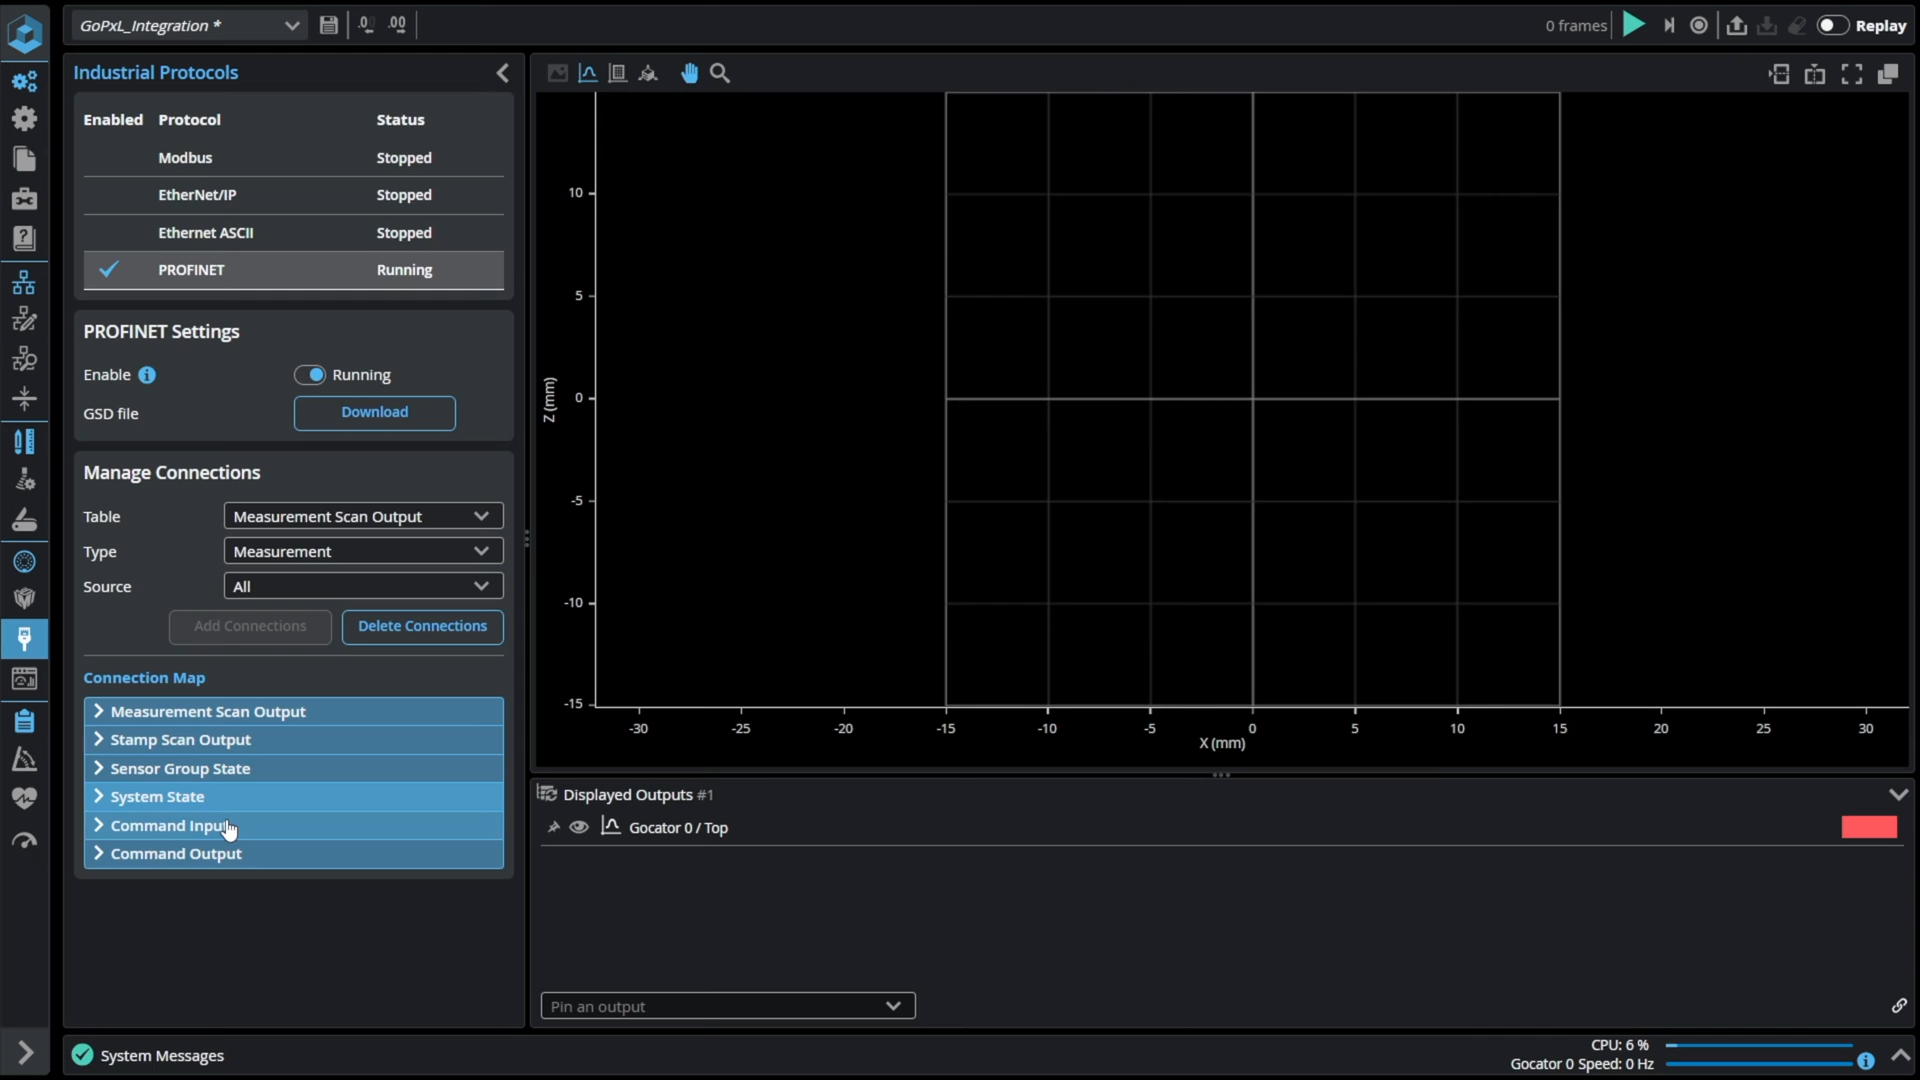 GoPxL_Integration *
0 frames
Replay
Industrial Protocols
Enabled Protocol Status
Modbus Stopped
EtherNet/IP Stopped
Ethernet ASCII Stopped
PROFINET Running
PROFINET Settings
Enable Running
GSD file Download
Manage Connections
Table Measurement Scan Output
Type Measurement
Source All
Add Connections Delete Connections
Connection Map
Measurement Scan Output
Stamp Scan Output
Sensor Group State
System State
Command Input
Command Output
Z (mm)
10
5
0
-5
-10
-15
-30 -25 -20 -15 -10 -5 0 5 10 15 20 25 30
X (mm)
Displayed Outputs #1
Gocator 0 / Top
Pin an output
System Messages
CPU: 6 %
Gocator 0 Speed: 0 Hz